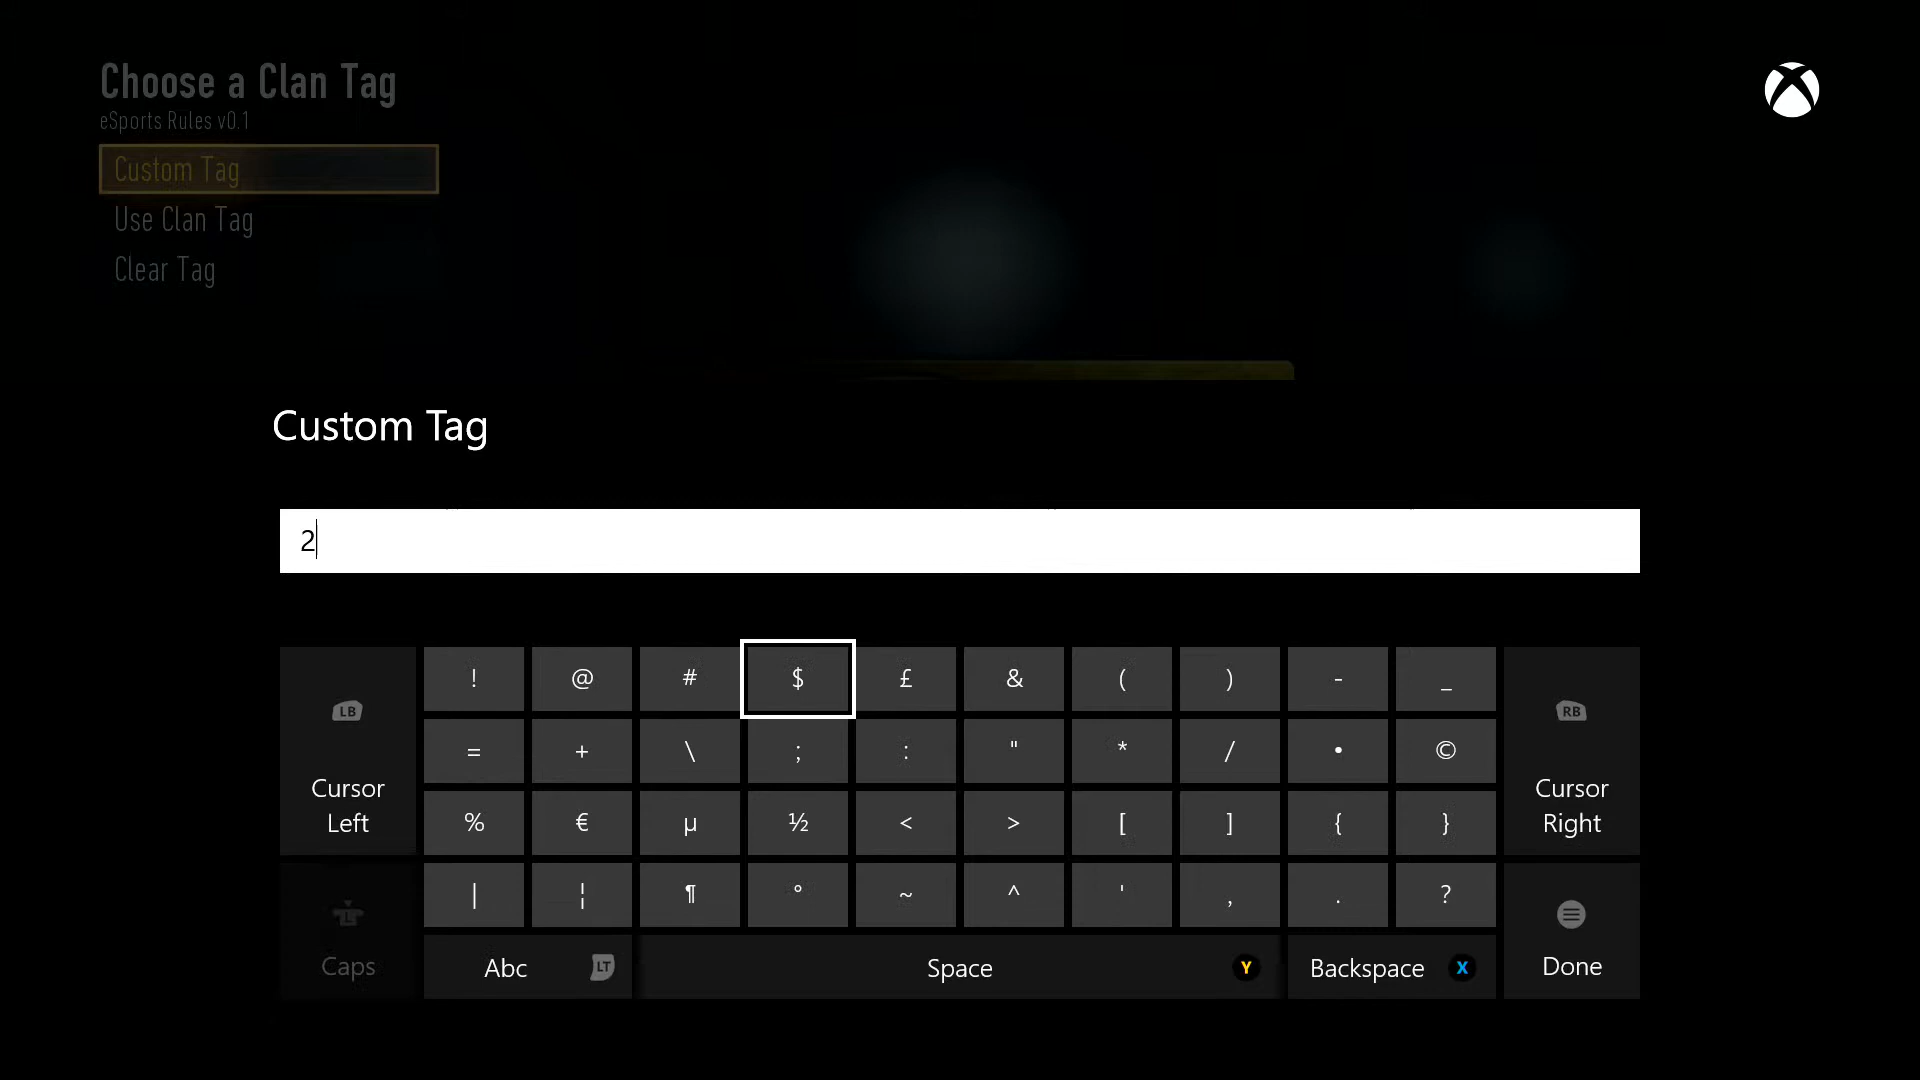 Choose a Clan Tag
eSports Rules v0.1
Custom Tag
Use Clan Tag
Clear Tag
Custom Tag
2
LB
Cursor Left
! @ # $ £ & ( ) - _
= + \ ; : " * / • ©
% € µ ½ < > [ ] { }
| ¦ ¶ ° ~ ^ ' , . ?
RB
Cursor Right
L
Caps
Abc LT
Space Y
Backspace X
Done